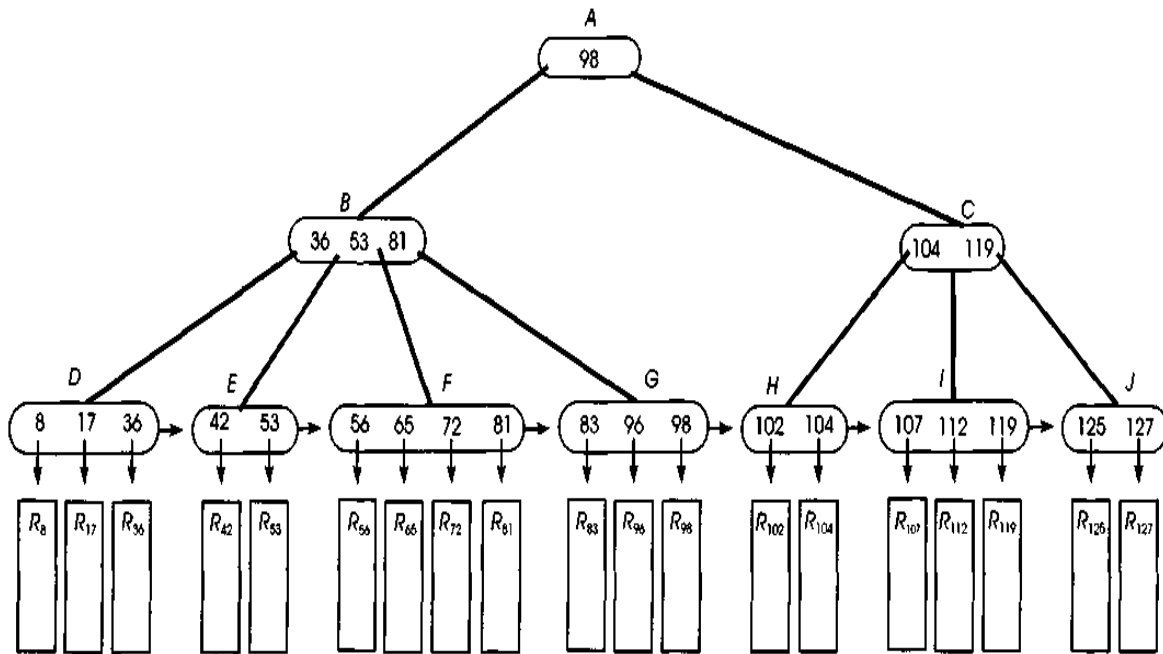 A
98
B
C
36 53 81
104 119
D E F G H I J
8 17 36 42 53 56 65 72 81 83 96 98 102 104 107 112 119 125 127
R8 R17 R36 R42 R53 R56 R65 R72 R81 R83 R96 R98 R102 R104 R107 R112 R119 R125 R127